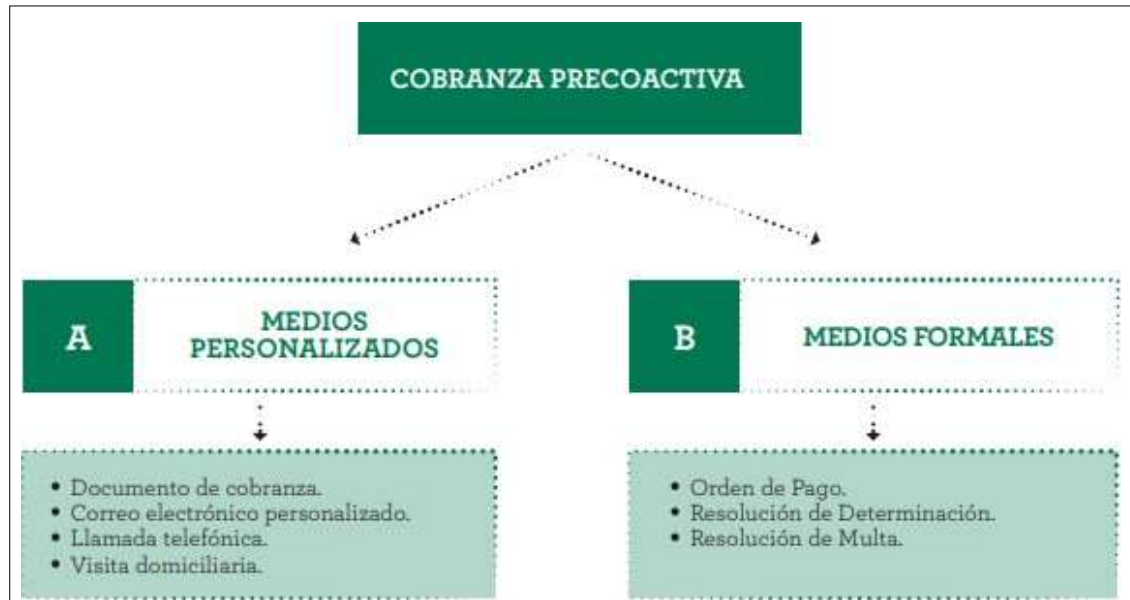 COBRANZA PRECOACTIVA
A
MEDIOS
PERSONALIZADOS
• Documento de cobranza.
• Correo electrónico personalizado.
• Llamada telefónica.
• Visita domiciliaria.
B
MEDIOS FORMALES
• Orden de Pago.
• Resolución de Determinación.
• Resolución de Multa.